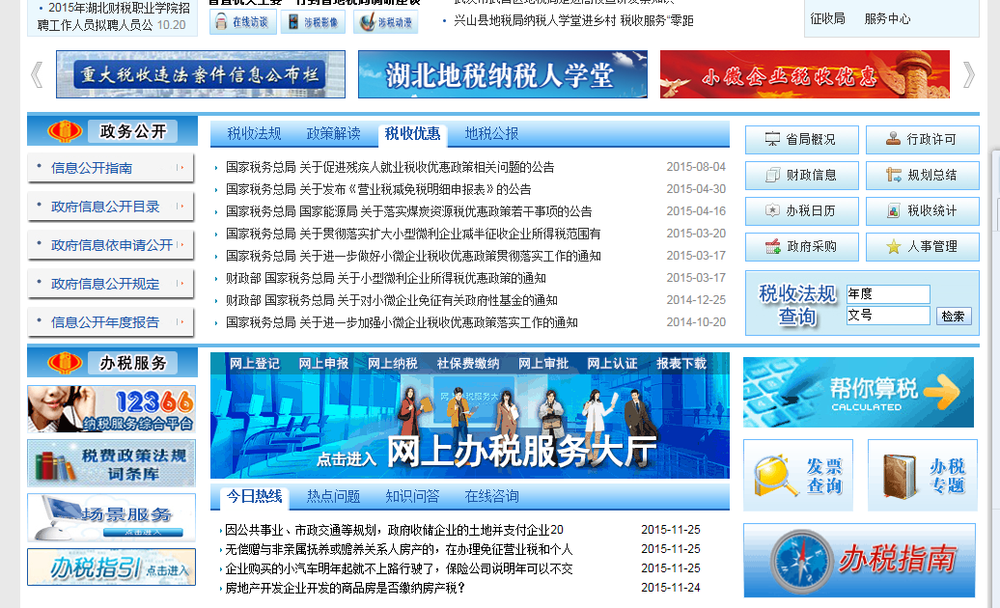 2015年湖北财税职业学院招
聘工作人员拟聘人员公 10.20
在线访谈 涉税影像 涉税动漫
兴山县地税局纳税人学堂进乡村 税收服务"零距
征收局 服务中心
重大税收违法案件信息公布栏
湖北地税纳税人学堂
小微企业税收优惠
政务公开
信息公开指南
政府信息公开目录
政府信息依申请公开
政府信息公开规定
信息公开年度报告
税收法规 政策解读 税收优惠 地税公报
国家税务总局 关于促进残疾人就业税收优惠政策相关问题的公告 2015-08-04
国家税务总局 关于发布《营业税减免税明细申报表》的公告 2015-04-30
国家税务总局 国家能源局 关于落实煤炭资源税优惠政策若干事项的公告 2015-04-16
国家税务总局 关于贯彻落实扩大小型微利企业减半征收企业所得税范围有 2015-03-20
国家税务总局 关于进一步做好小微企业税收优惠政策贯彻落实工作的通知 2015-03-17
财政部 国家税务总局 关于小型微利企业所得税优惠政策的通知 2015-03-17
财政部 国家税务总局 关于对小微企业免征有关政府性基金的通知 2014-12-25
国家税务总局 关于进一步加强小微企业税收优惠政策落实工作的通知 2014-10-20
省局概况 行政许可
财政信息 规划总结
办税日历 税收统计
政府采购 人事管理
税收法规
查询
年度
文号
检索
办税服务
12366
纳税服务综合平台
税费政策法规
词条库
场景服务
点击进入
办税指引 点击进入
网上登记 网上申报 网上纳税 社保费缴纳 网上审批 网上认证 报表下载
点击进入 网上办税服务大厅
今日热线 热点问题 知识问答 在线咨询
因公共事业、市政交通等规划，政府收储企业的土地并支付企业20 2015-11-25
无偿赠与非亲属抚养或赡养关系人房产的，在办理免征营业税和个人 2015-11-25
企业购买的小汽车明年起就不上路行驶了，保险公司说明年可以不交 2015-11-25
房地产开发企业开发的商品房是否缴纳房产税？ 2015-11-24
帮你算税
CALCULATED
发票
查询
办税
专题
办税指南